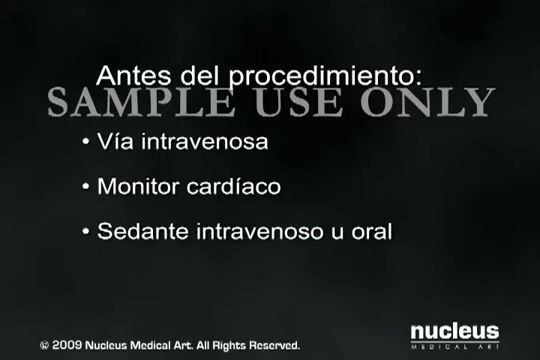 Antes del procedimiento:
SAMPLE USE ONLY
• Vía intravenosa
• Monitor cardíaco
• Sedante intravenoso u oral
nucleus
MEDICAL ART
© 2009 Nucleus Medical Art. All Rights Reserved.